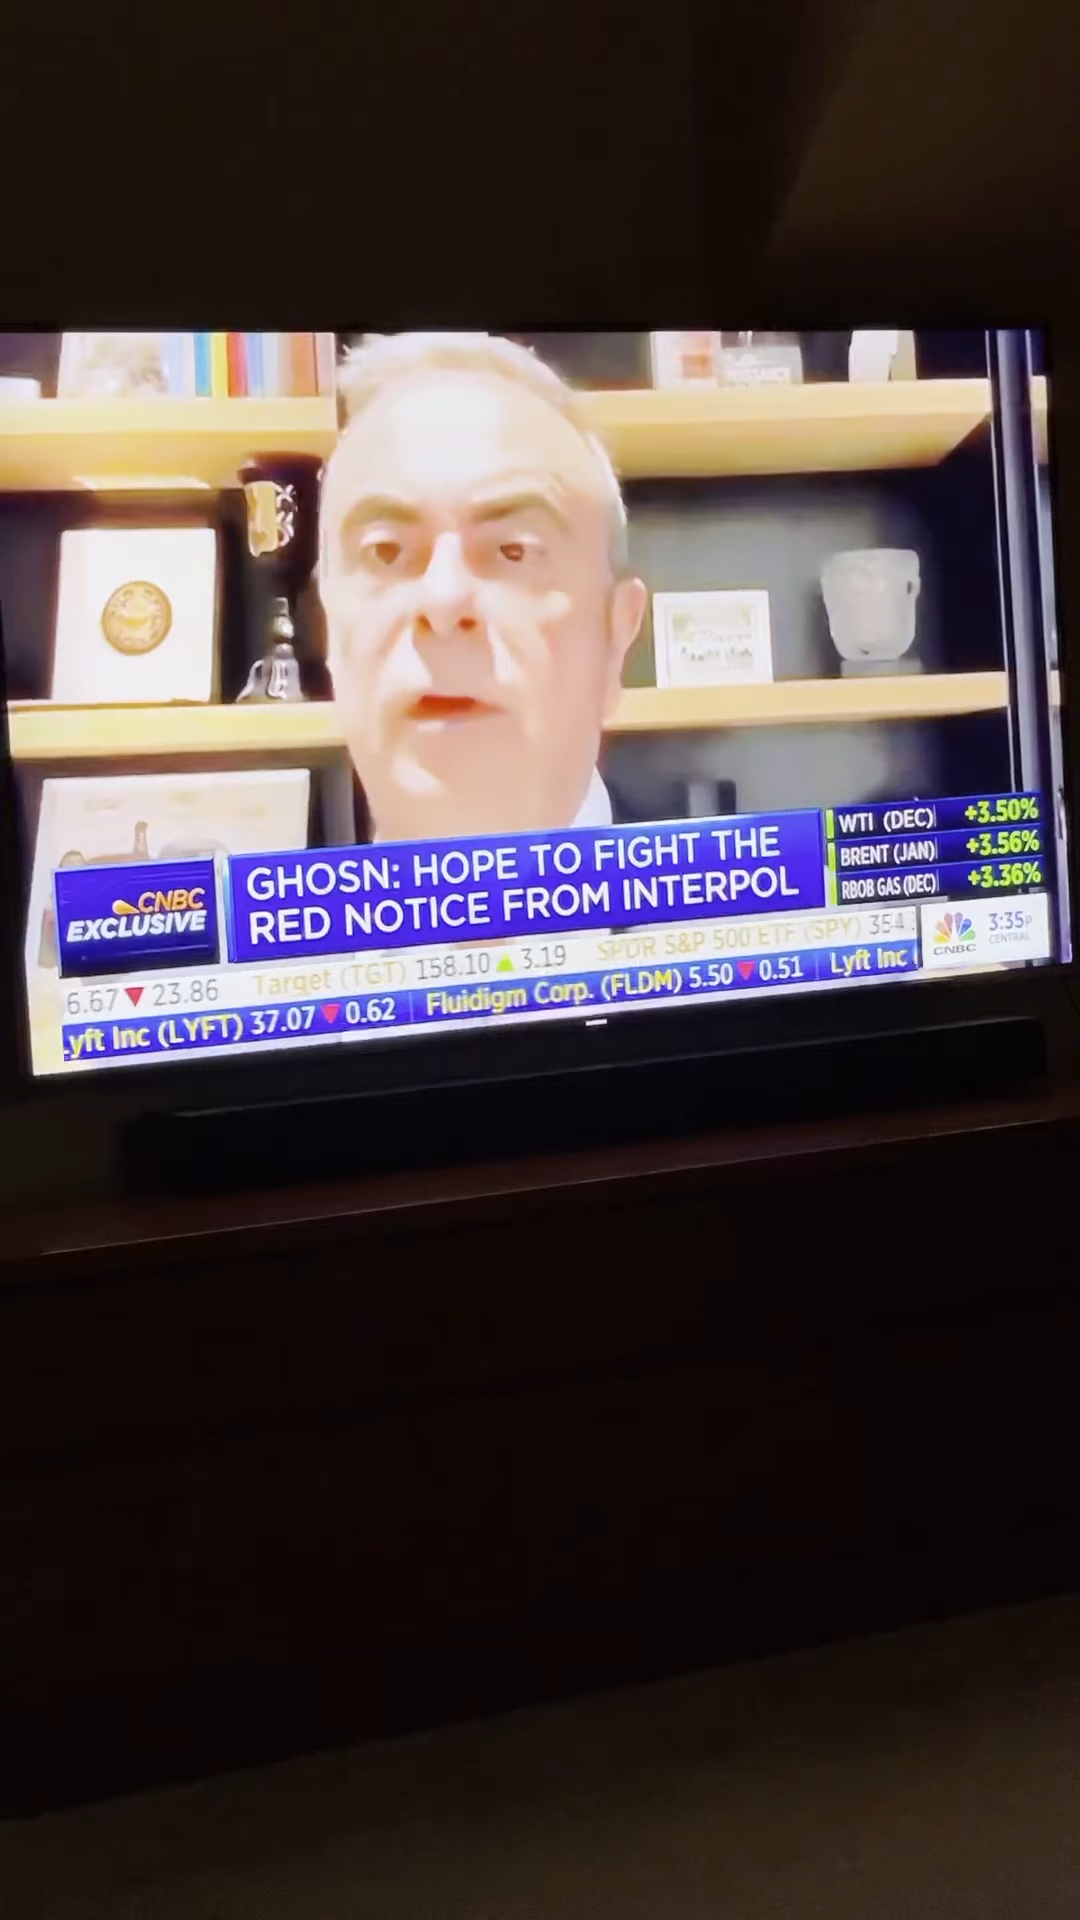 GHOSN: HOPE TO FIGHT THE
RED NOTICE FROM INTERPOL
CNBC
EXCLUSIVE
WTI (DEC) +3.50%
BRENT (JAN) +3.56%
RBOB GAS (DEC) +3.36%
6.67 ▼ 23.86 Target (TGT) 158.10 ▲ 3.19 SPDR S&P 500 ETF (SPY)
CNBC
3:35P
CENTRAL
yft Inc (LYFT) 37.07 ▼ 0.62 Fluidigm Corp. (FLDM) 5.50 ▼ 0.51 Lyft Inc